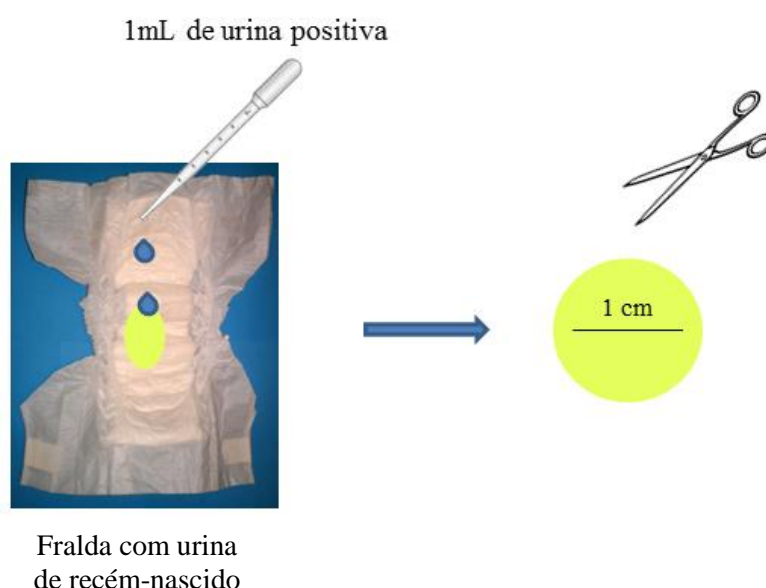 1mL de urina positiva
1 cm
Fralda com urina
de recém-nascido